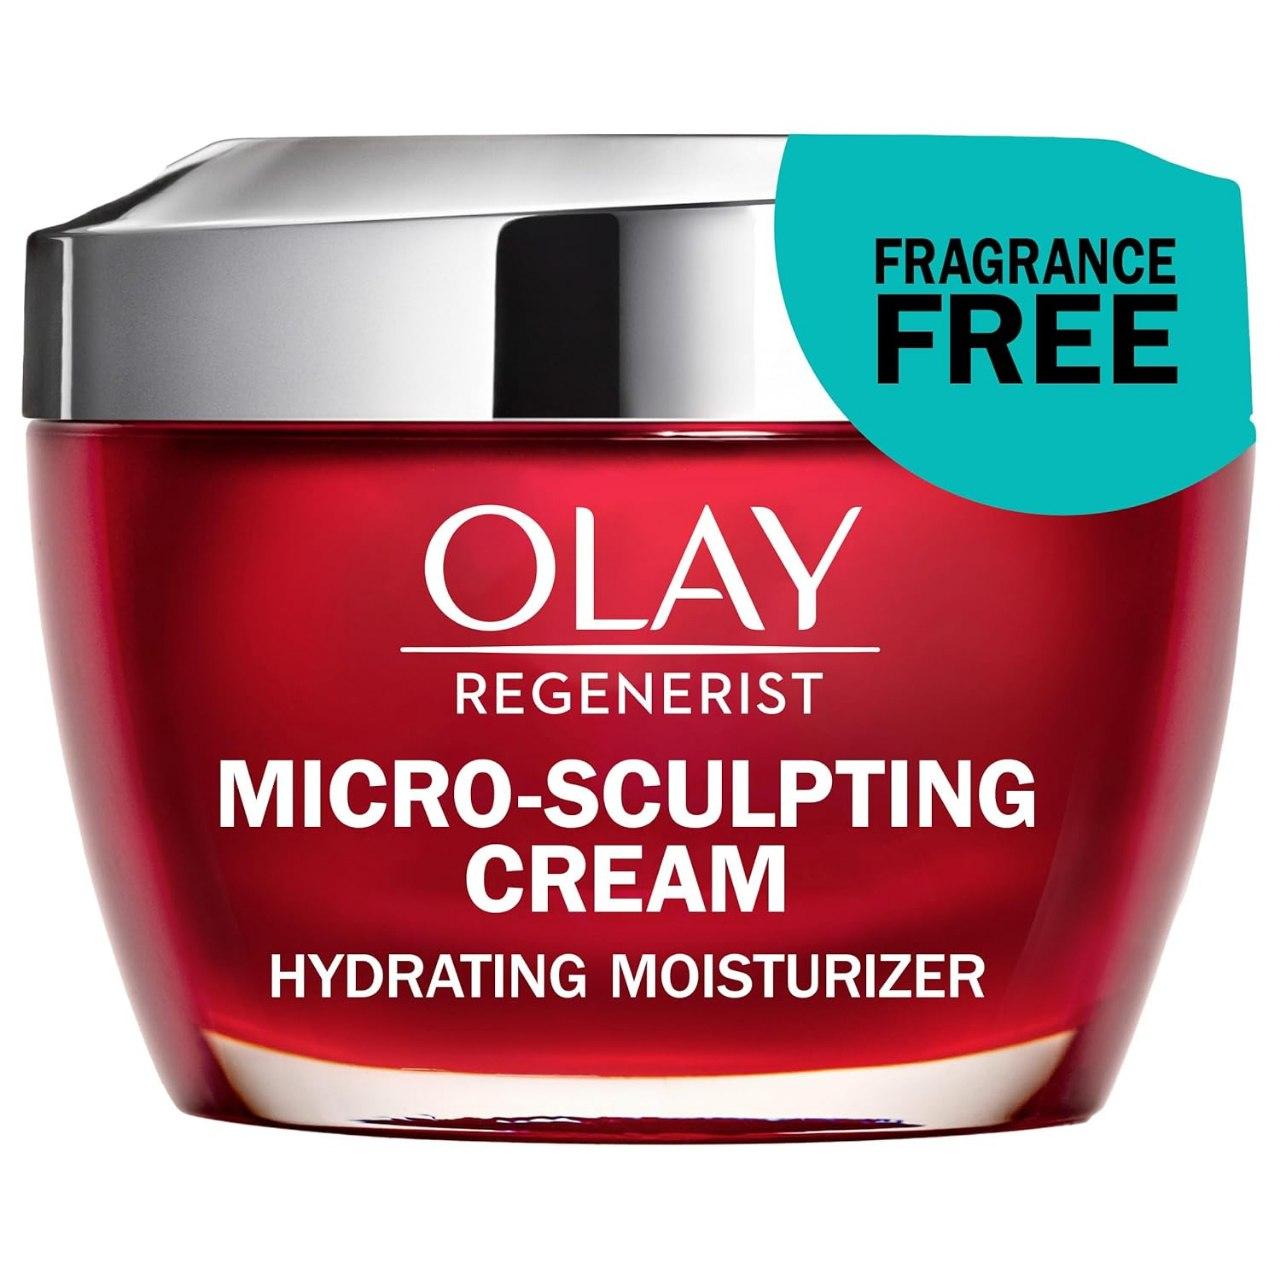 FRAGRANCE
FREE
OLAY
REGENERIST
MICRO-SCULPTING
CREAM
HYDRATING MOISTURIZER